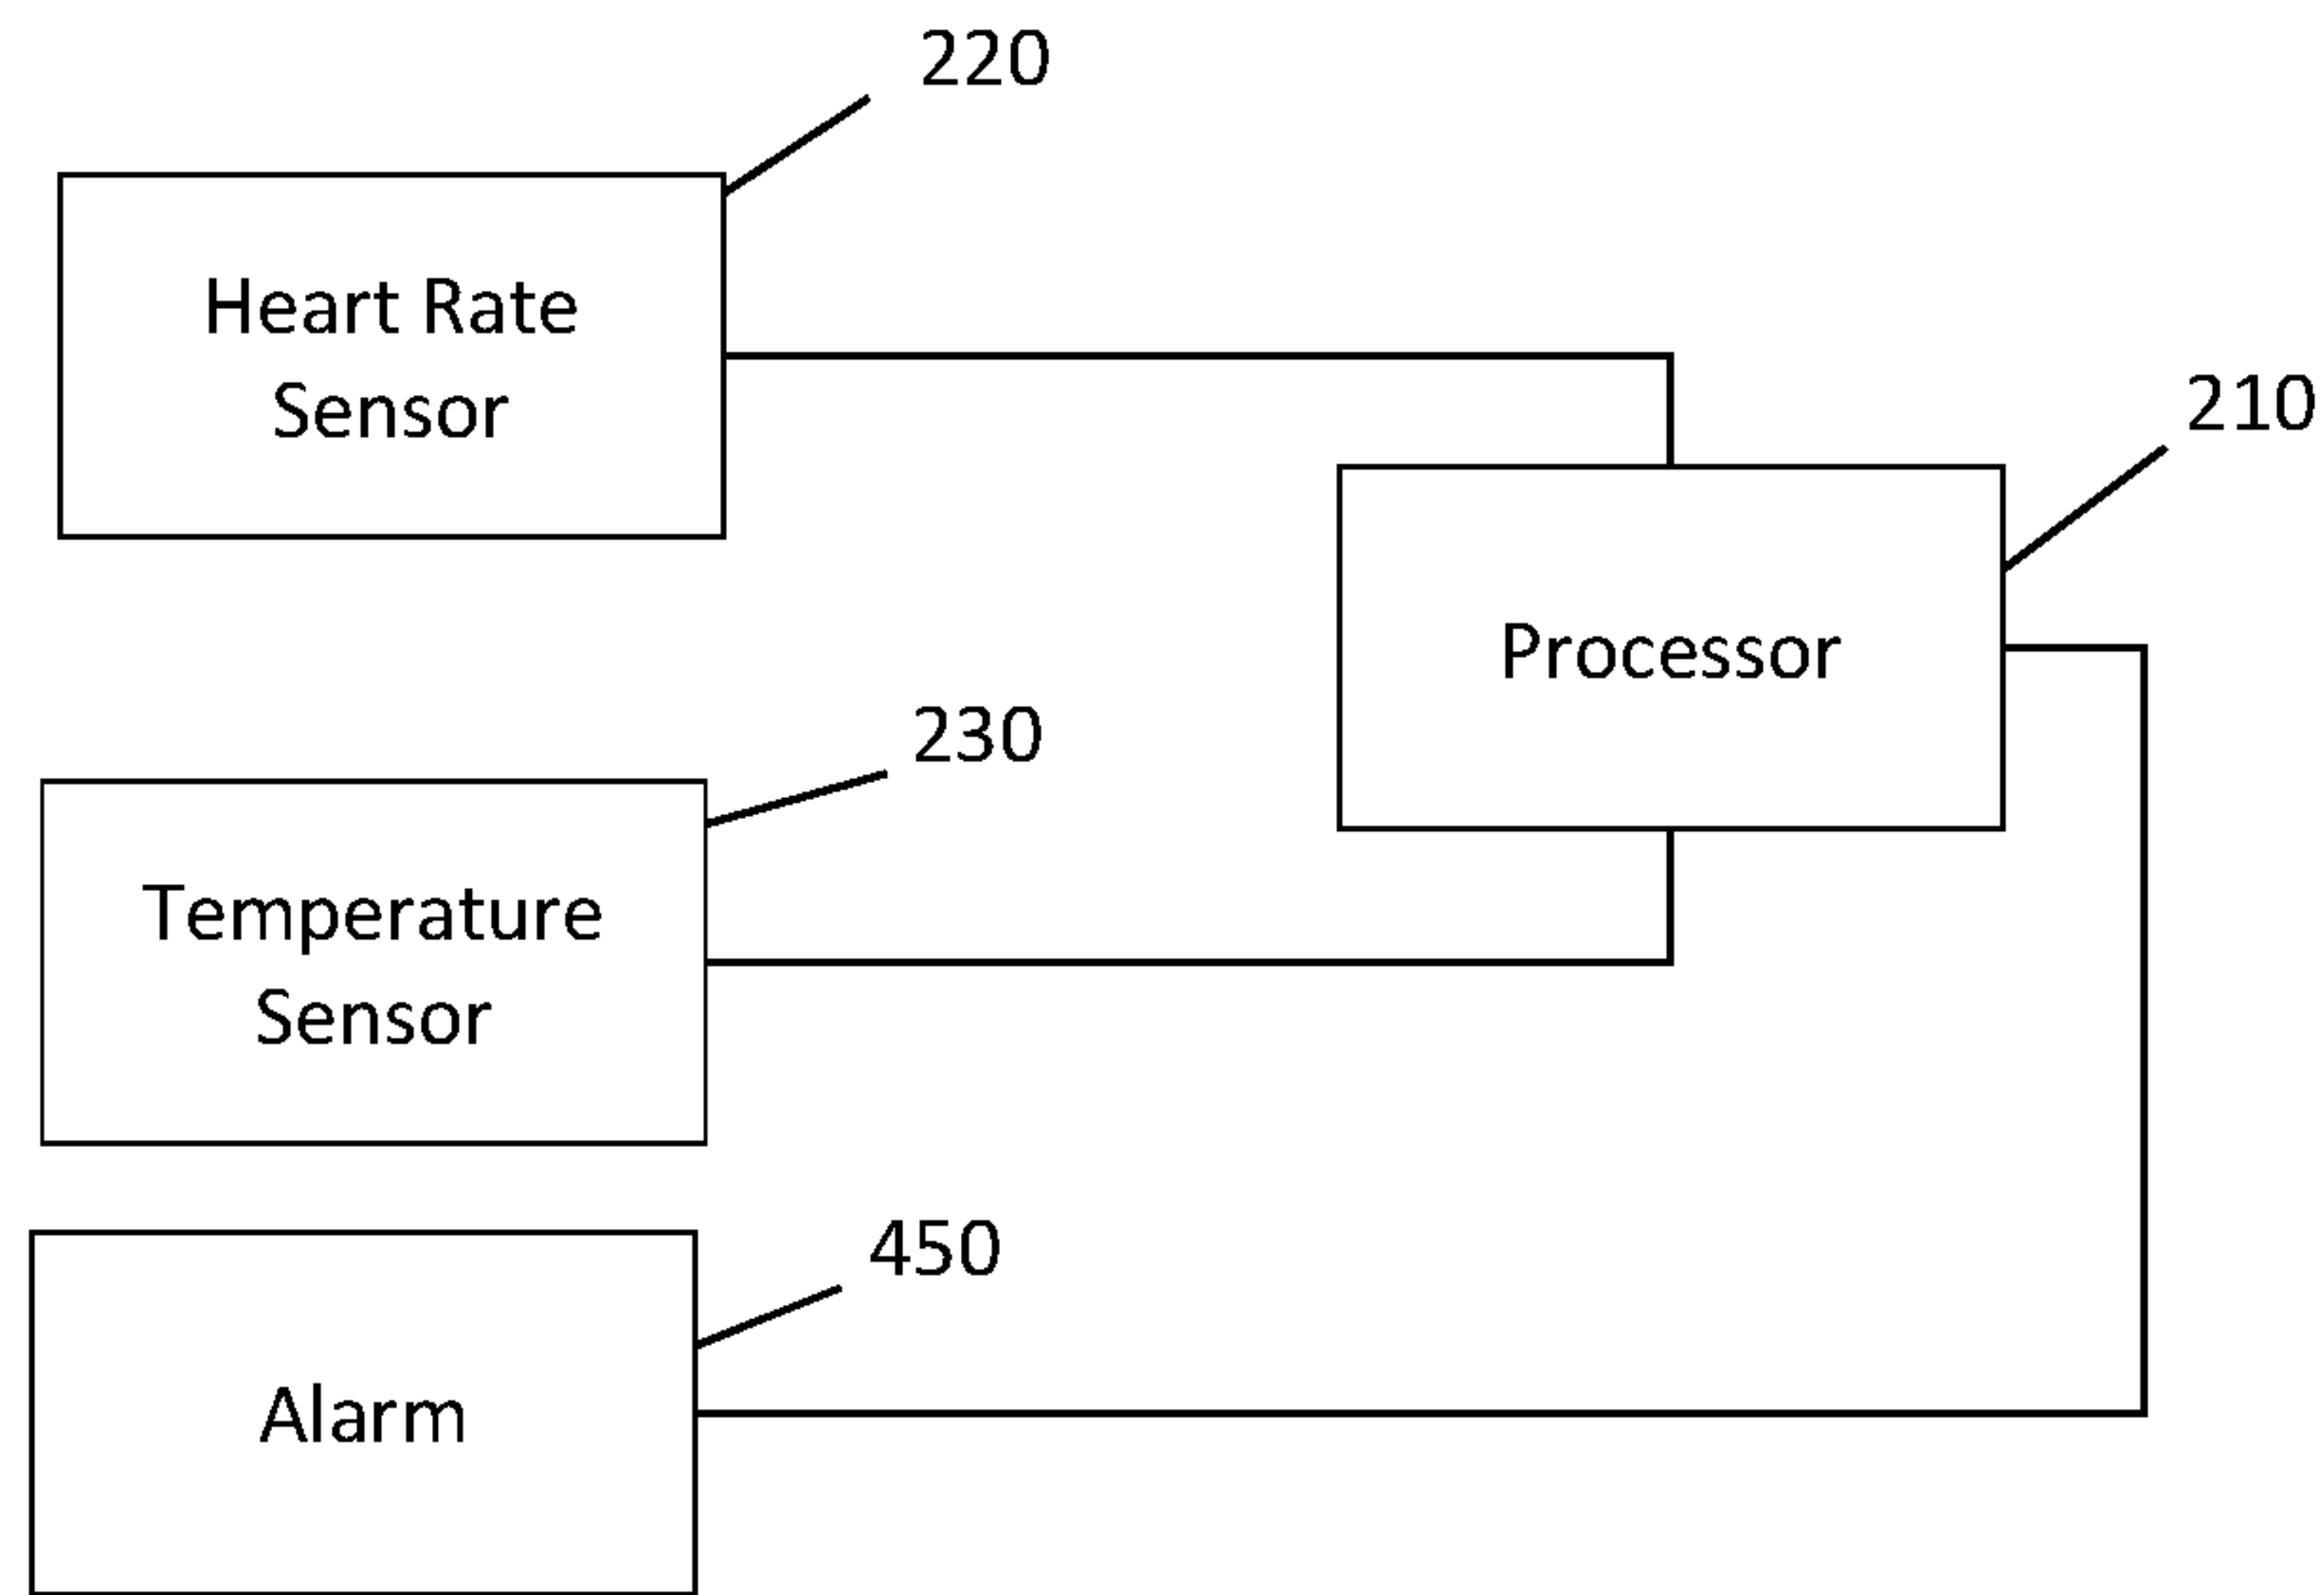 220
Heart Rate
Sensor
210
Processor
230
Temperature
Sensor
450
Alarm